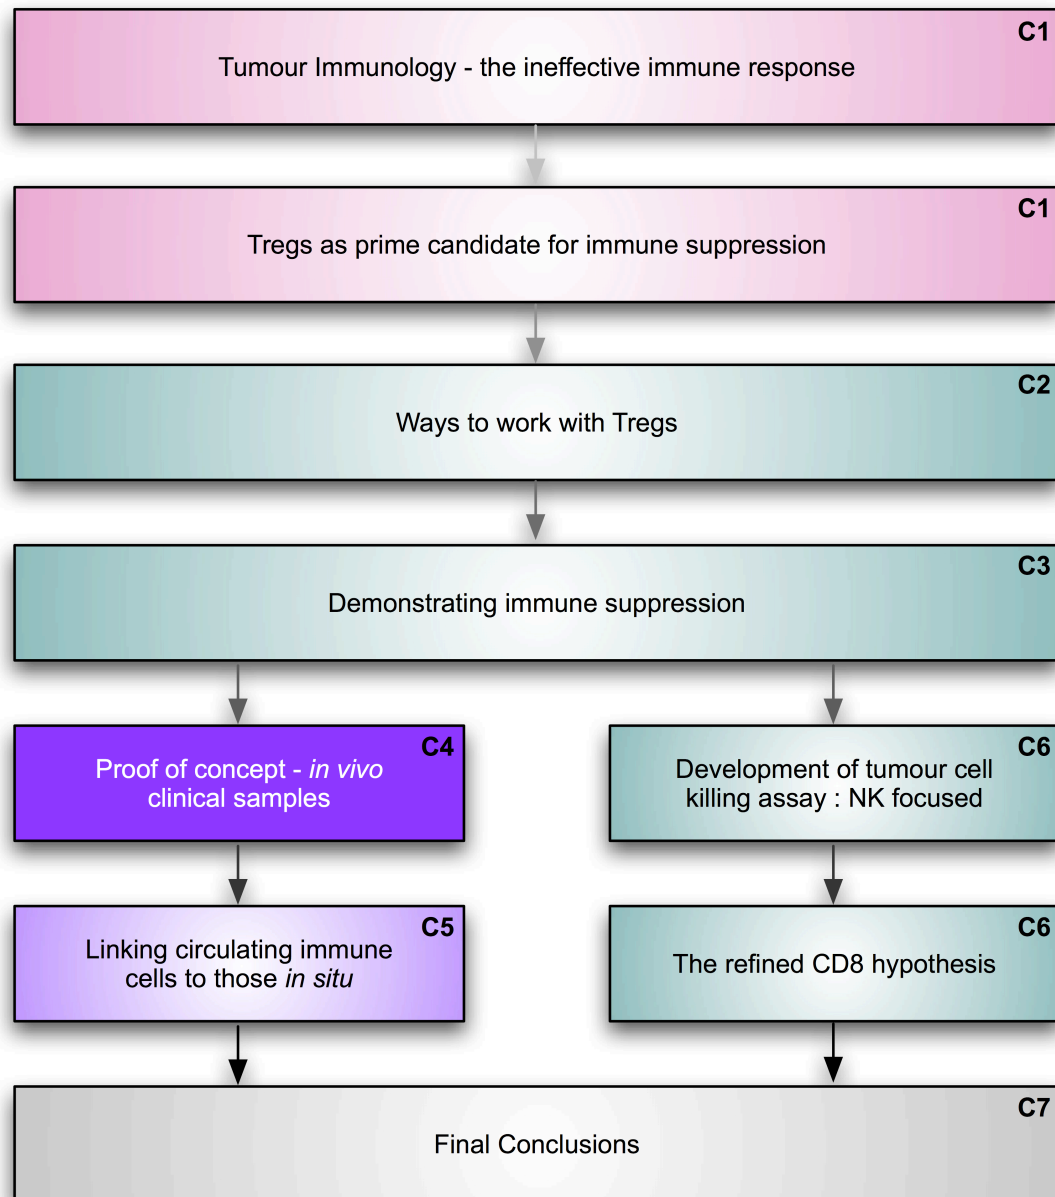 C1
Tumour Immunology - the ineffective immune response
C1
Tregs as prime candidate for immune suppression
C2
Ways to work with Tregs
C3
Demonstrating immune suppression
C4
Proof of concept - in vivo
clinical samples
C6
Development of tumour cell
killing assay : NK focused
C5
Linking circulating immune
cells to those in situ
C6
The refined CD8 hypothesis
C7
Final Conclusions